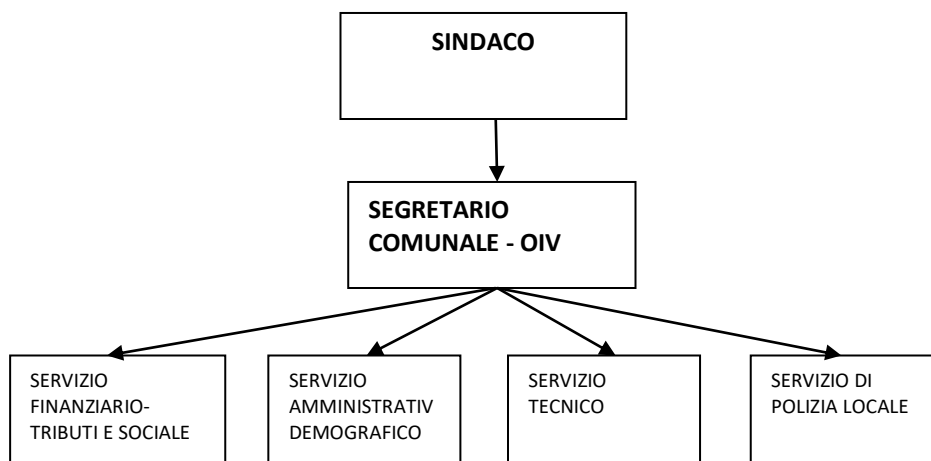 SINDACO
SEGRETARIO
COMUNALE - OIV
SERVIZIO
FINANZIARIO-
TRIBUTI E SOCIALE
SERVIZIO
AMMINISTRATIV
DEMOGRAFICO
SERVIZIO
TECNICO
SERVIZIO DI
POLIZIA LOCALE